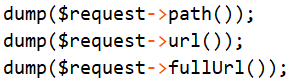 dump($request->path());
dump($request->url());
dump($request->fullUrl());